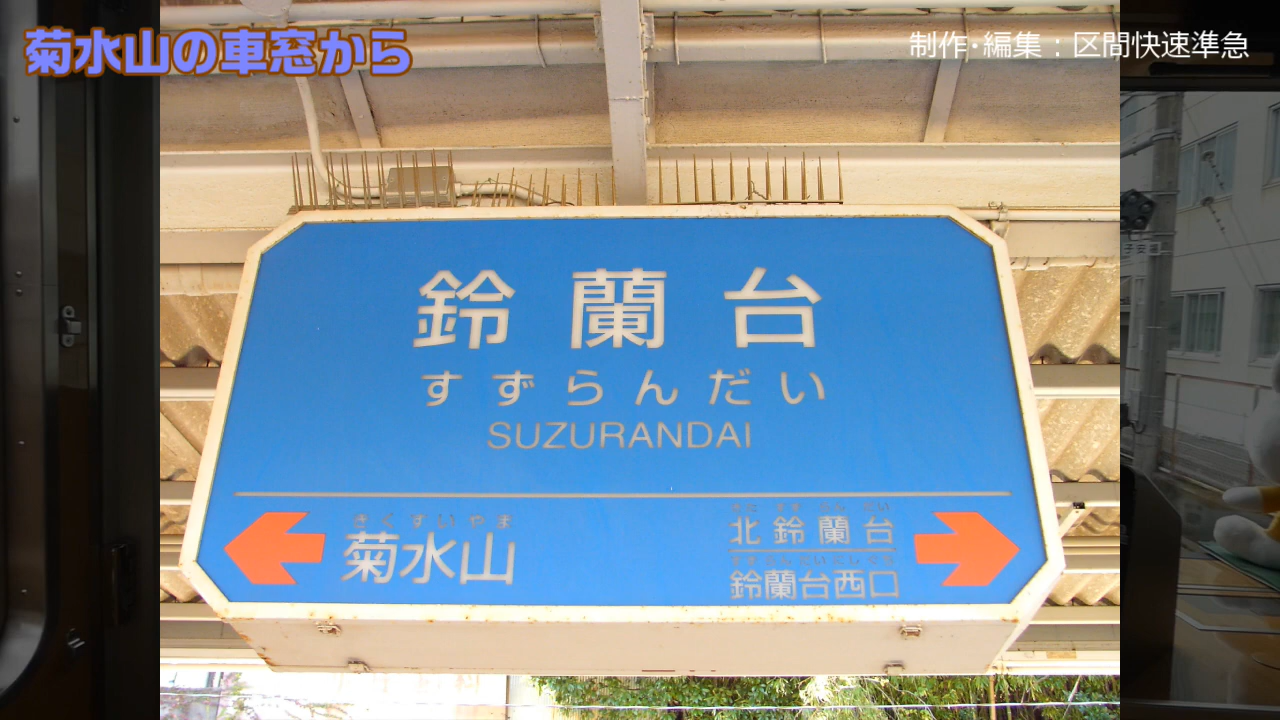 菊水山の車窓から
制作・編集：区間快速準急
鈴蘭台
すずらんだい
SUZURANDAI
きくすいやま
菊水山
北鈴蘭台
鈴蘭台西口